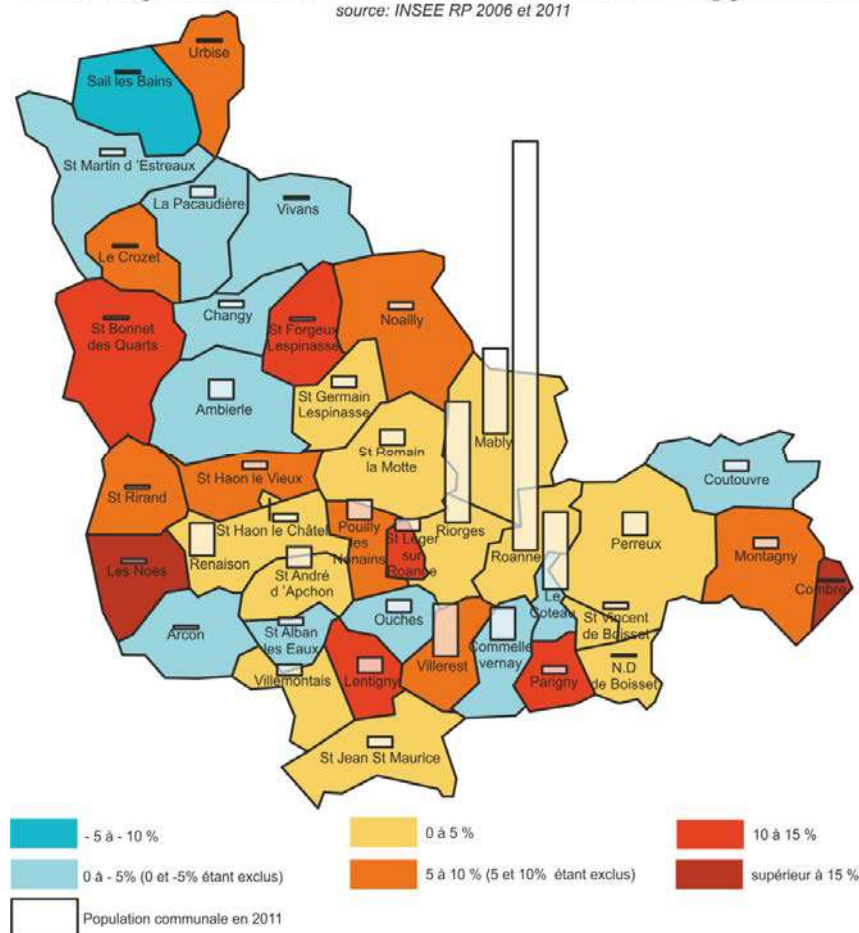 source: INSEE RP 2006 et 2011
Urbise
Sail les Bains
St Martin d 'Estreaux
La Pacaudière
Vivans
Le Crozet
Changy
St Bonnet
des Quarts
St Forgeux
Lespinasse
Noailly
Ambierle
St Germain
Lespinasse
Mably
St Romain
la Motte
Coutouvre
St Haon le Vieux
St Rirand
St Haon le Châtel
Pouilly
les
Nonains
St Léger
sur
Roanne
Riorges
Roanne
Perreux
Montagny
Renaison
Les Noes
St André
d 'Apchon
Le
Coteau
Combre
St Vincent
de Boisset
Arcon
St Alban
les Eaux
Ouches
Villerest
Commelle
vernay
Villemontais
Lentigny
Parigny
N.D
de Boisset
St Jean St Maurice
- 5 à - 10 %
0 à 5 %
10 à 15 %
0 à - 5% (0 et -5% étant exclus)
5 à 10 % (5 et 10% étant exclus)
supérieur à 15 %
Population communale en 2011